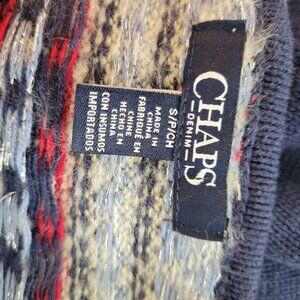 CHAPS
DENIM
S/P/CH
MADE IN
CHINA
FABRIQUÉ EN
CHINE
HECHO EN
CHINA
CON INSUMOS
IMPORTADOS